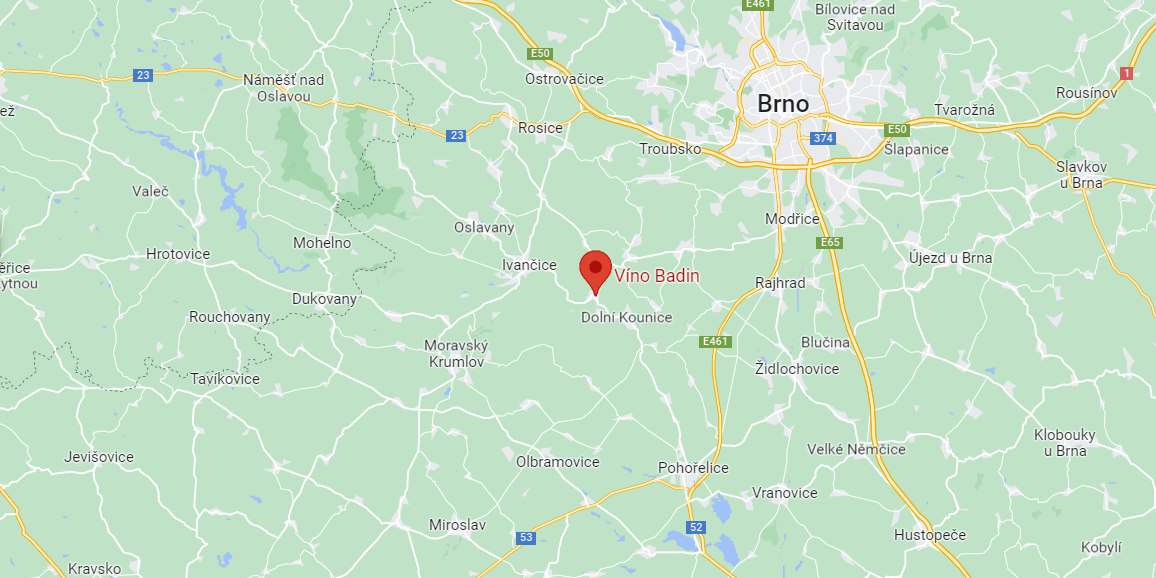 E461
Bílovice nad
Svitavou
E50
23
Náměšť nad
Oslavou
Ostrovačice
Brno
1
Rousínov
ež
Tvarožná
Rosice
23
E50
374
Troubsko
Šlapanice
Slavkov
u Brna
Valeč
Oslavany
Modřice
Mohelno
E65
Hrotovice
Ivančice
Újezd u Brna
ěřice
ytnou
Víno Badin
Rajhrad
Dukovany
Rouchovany
Dolní Kounice
Moravský
Krumlov
E461
Blučina
Tavíkovice
Židlochovice
Jevišovice
Klobouky
u Brna
Velké Němčice
Olbramovice
Pohořelice
Vranovice
Miroslav
53
52
Hustopeče
Kobylí
Kravsko